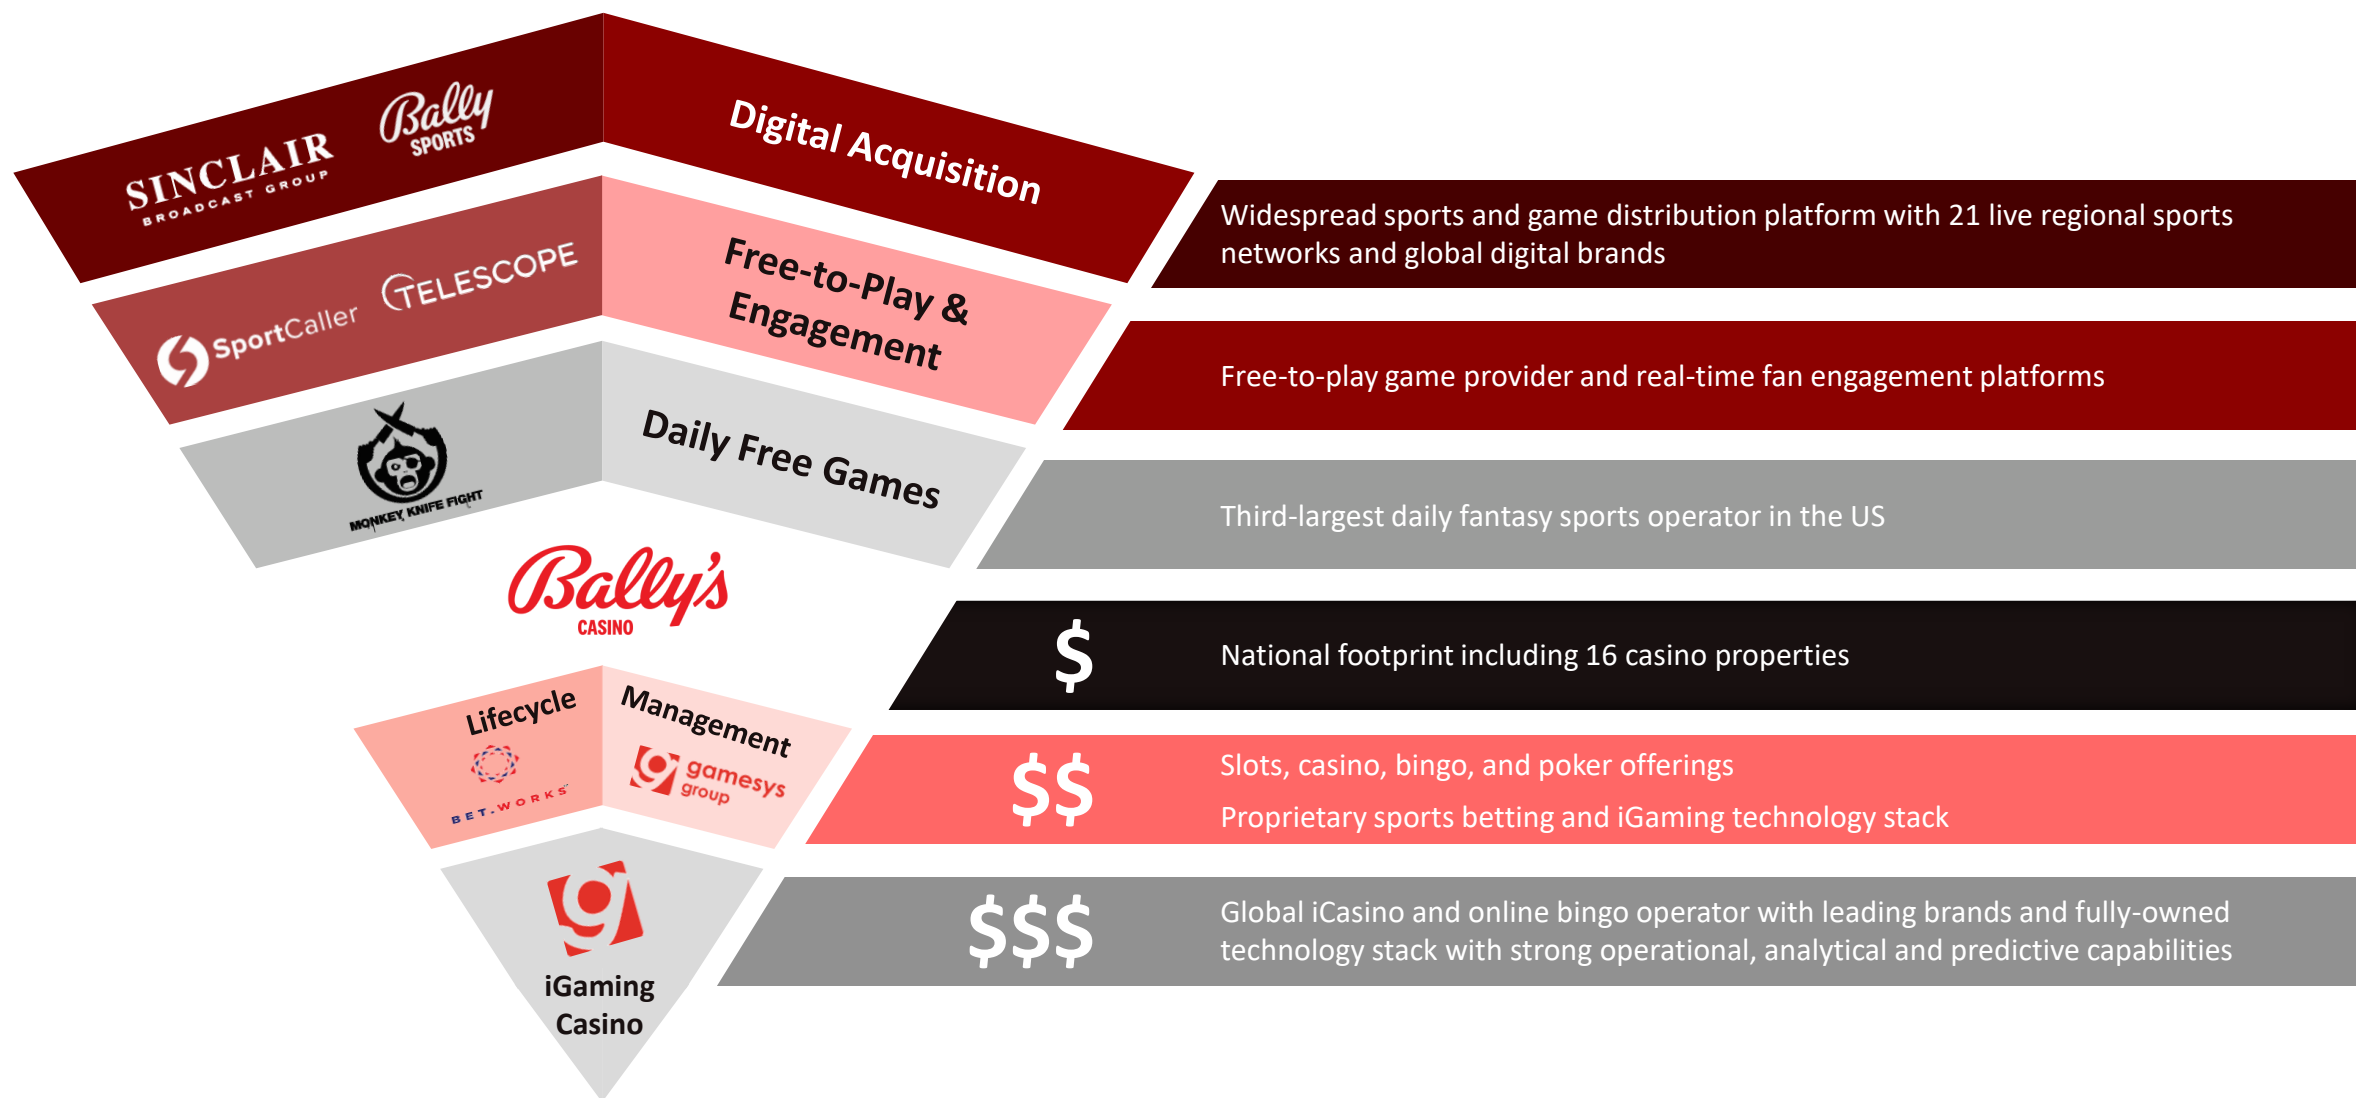 SINCLAIR
BROADCAST GROUP
Bally
SPORTS
Digital Acquisition
Widespread sports and game distribution platform with 21 live regional sports
networks and global digital brands
SportCaller
TELESCOPE
Free-to-Play &
Engagement
Free-to-play game provider and real-time fan engagement platforms
MONKEY KNIFE FIGHT
Daily Free Games
Third-largest daily fantasy sports operator in the US
Bally's
CASINO
$
National footprint including 16 casino properties
Lifecycle
BET.WORKS
Management
gamesys
group
$$
Slots, casino, bingo, and poker offerings
Proprietary sports betting and iGaming technology stack
g
iGaming
Casino
$$$
Global iCasino and online bingo operator with leading brands and fully-owned
technology stack with strong operational, analytical and predictive capabilities